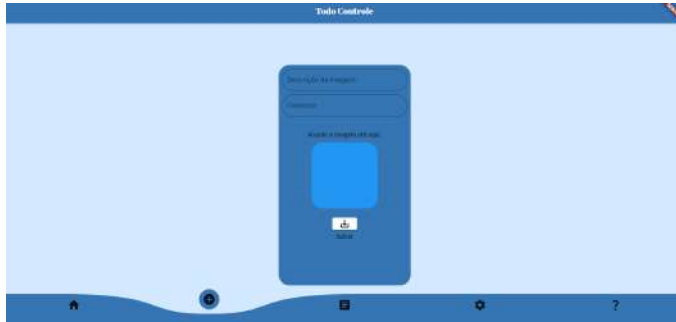 Todo Controle
Descrição da imagem
Arraste a imagem até aqui
Salvar
?